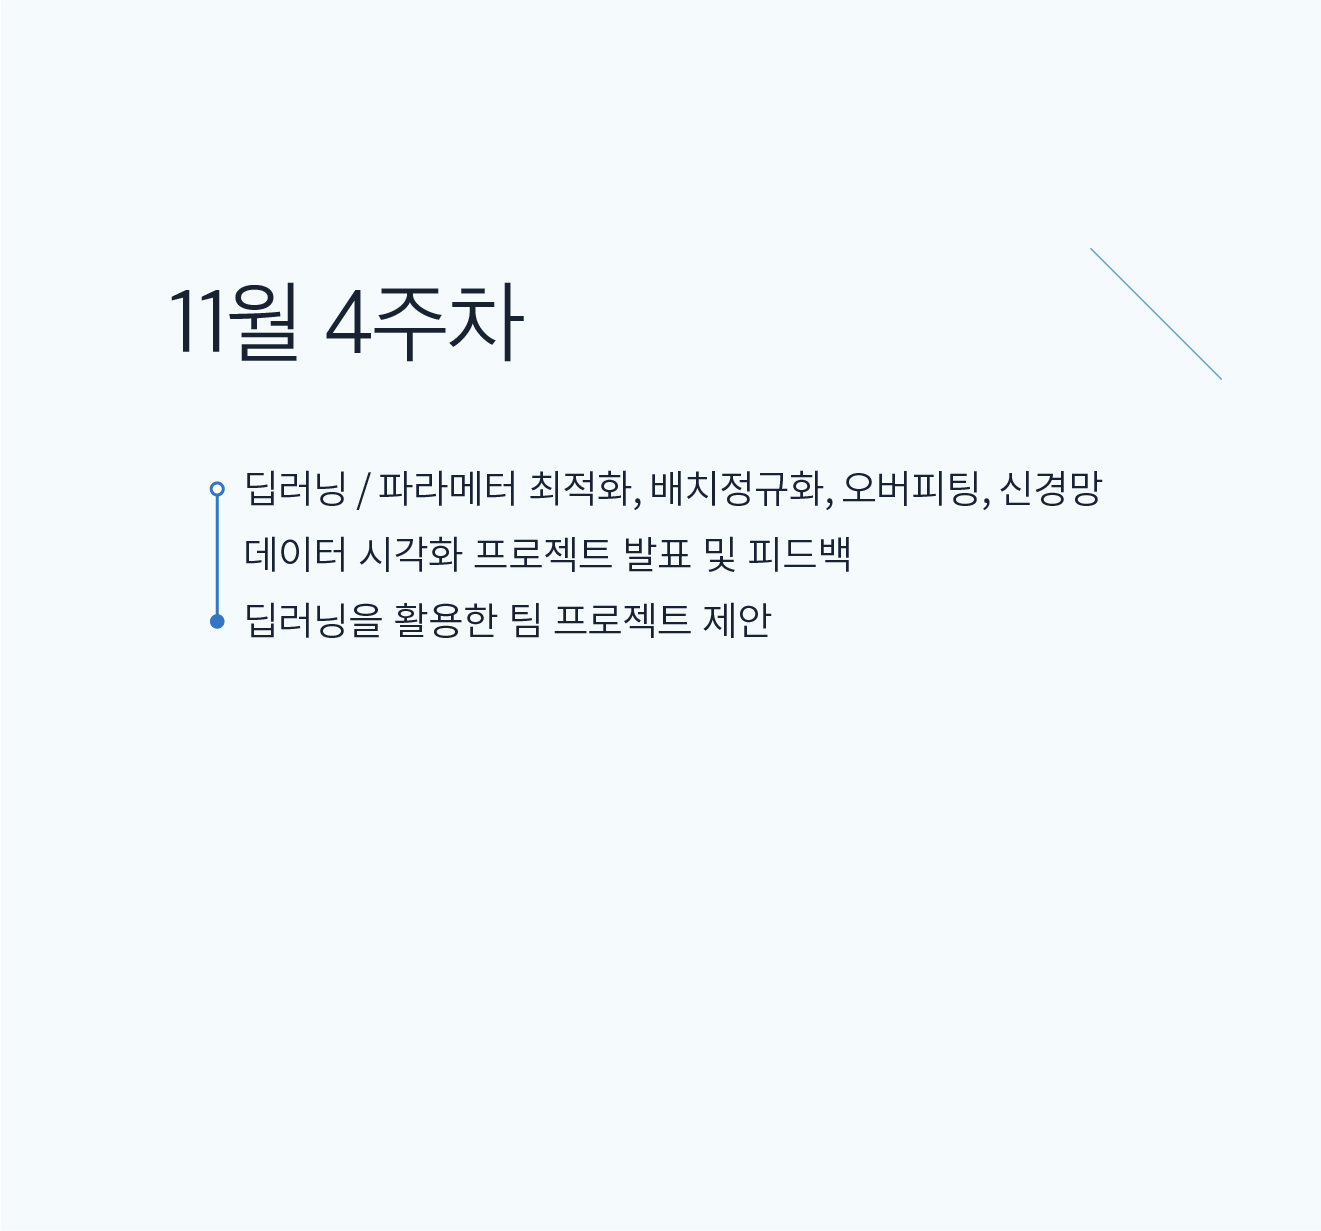 11월 4주차
딥러닝 / 파라메터 최적화, 배치정규화, 오버피팅, 신경망
데이터 시각화 프로젝트 발표 및 피드백
딥러닝을 활용한 팀 프로젝트 제안